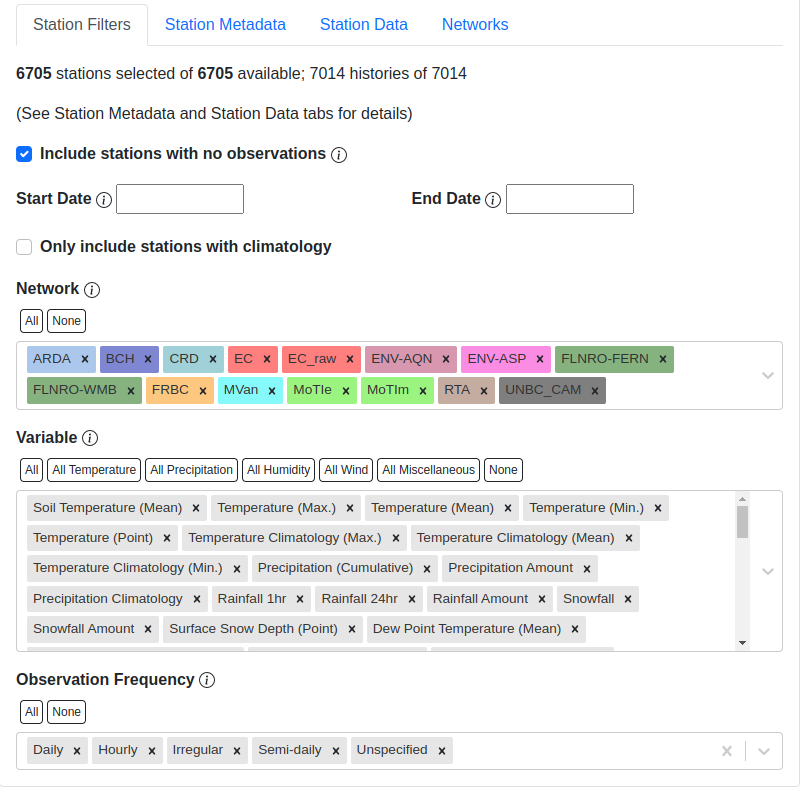 Station Filters Station Metadata Station Data Networks
6705 stations selected of 6705 available; 7014 histories of 7014
(See Station Metadata and Station Data tabs for details)
Include stations with no observations
Start Date End Date
Only include stations with climatology
Network
All None
ARDA × BCH × CRD × EC × EC_raw × ENV-AQN × ENV-ASP × FLNRO-FERN ×
FLNRO-WMB × FRBC × MVan × MoTIe × MoTIm × RTA × UNBC_CAM ×
Variable
All All Temperature All Precipitation All Humidity All Wind All Miscellaneous None
Soil Temperature (Mean) × Temperature (Max.) × Temperature (Mean) × Temperature (Min.) ×
Temperature (Point) × Temperature Climatology (Max.) × Temperature Climatology (Mean) ×
Temperature Climatology (Min.) × Precipitation (Cumulative) × Precipitation Amount ×
Precipitation Climatology × Rainfall 1hr × Rainfall 24hr × Rainfall Amount × Snowfall ×
Snowfall Amount × Surface Snow Depth (Point) × Dew Point Temperature (Mean) ×
Observation Frequency
All None
Daily × Hourly × Irregular × Semi-daily × Unspecified ×